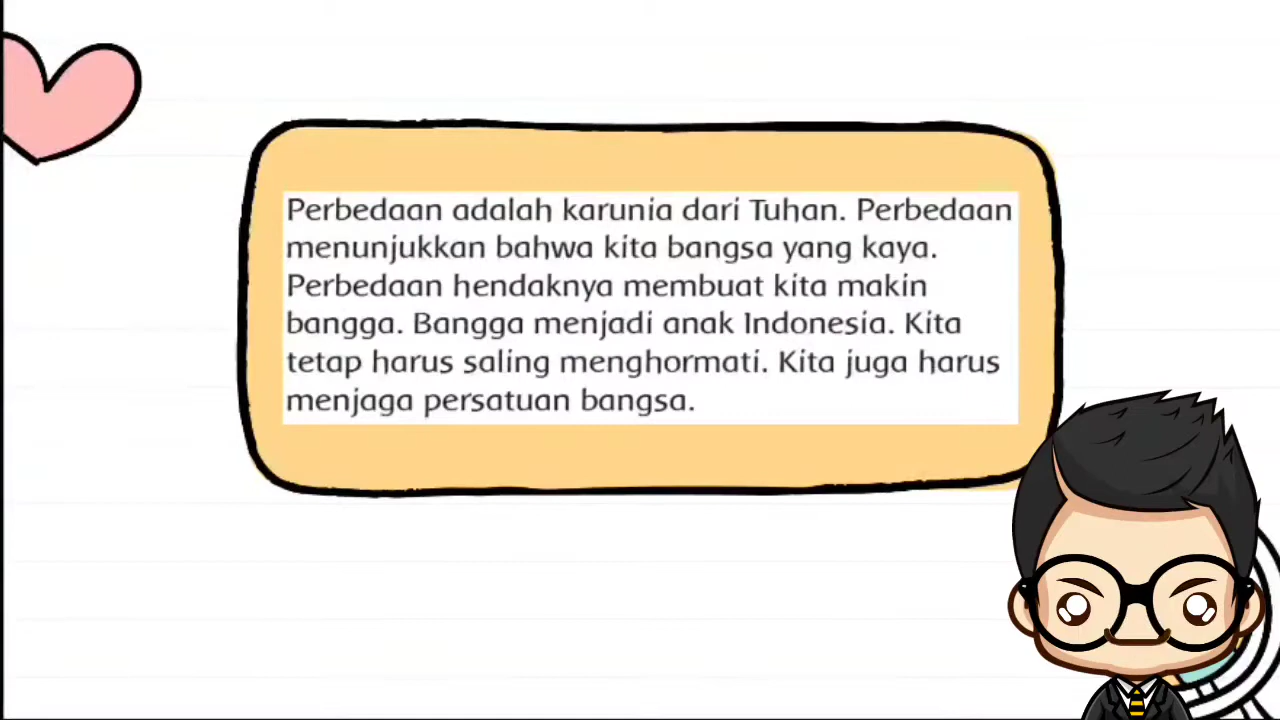 Perbedaan adalah karunia dari Tuhan. Perbedaan
menunjukkan bahwa kita bangsa yang kaya.
Perbedaan hendaknya membuat kita makin
bangga. Bangga menjadi anak Indonesia. Kita
tetap harus saling menghormati. Kita juga harus
menjaga persatuan bangsa.